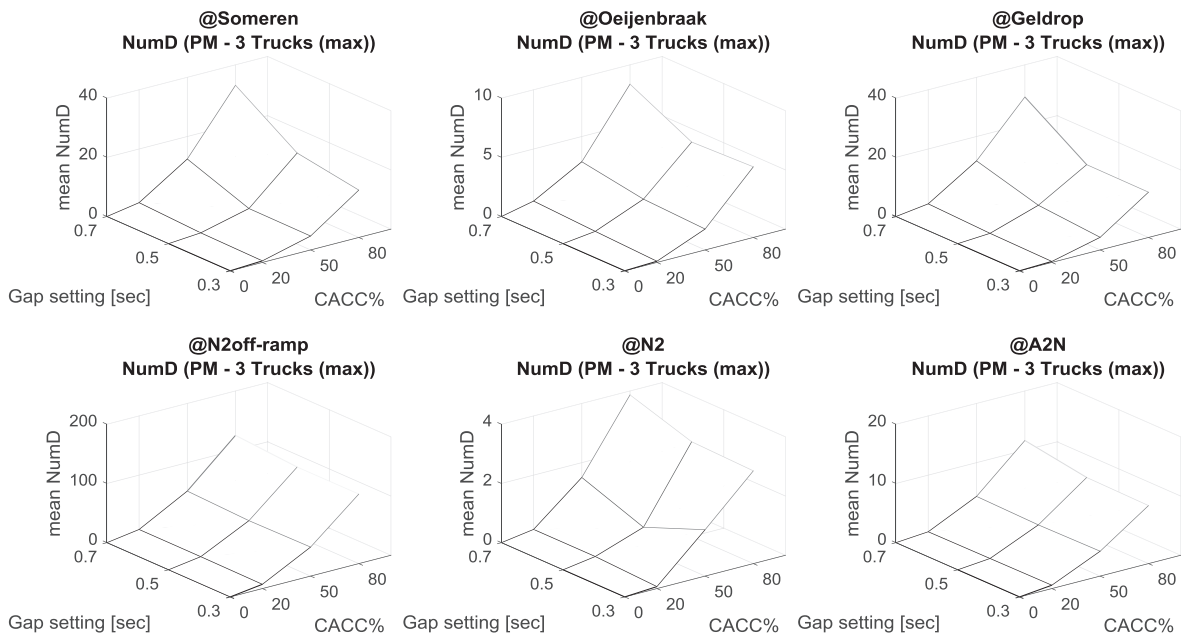 @Someren
NumD (PM - 3 Trucks (max))
40
20
0
mean NumD
0.7
0.5
0.3
Gap setting [sec]
0
20
50
80
CACC%
@Oeijenbraak
NumD (PM - 3 Trucks (max))
10
5
0
mean NumD
0.7
0.5
0.3
Gap setting [sec]
0
20
50
80
CACC%
@Geldrop
NumD (PM - 3 Trucks (max))
40
20
0
mean NumD
0.7
0.5
0.3
Gap setting [sec]
0
20
50
80
CACC%
@N2off-ramp
NumD (PM - 3 Trucks (max))
200
100
0
mean NumD
0.7
0.5
0.3
Gap setting [sec]
0
20
50
80
CACC%
@N2
NumD (PM - 3 Trucks (max))
4
2
0
mean NumD
0.7
0.5
0.3
Gap setting [sec]
0
20
50
80
CACC%
@A2N
NumD (PM - 3 Trucks (max))
20
10
0
mean NumD
0.7
0.5
0.3
Gap setting [sec]
0
20
50
80
CACC%